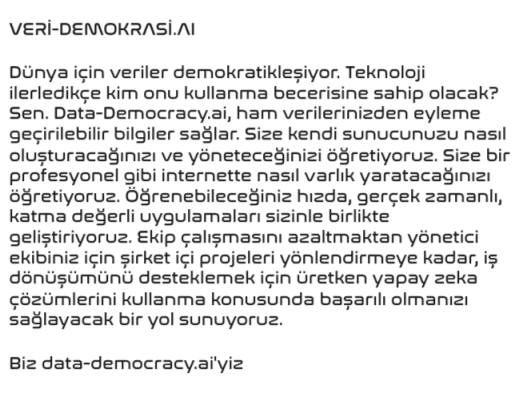 VERİ-DEMOKRASİ.AI
Dünya için veriler demokratikleşiyor. Teknoloji
ilerledikçe kim onu kullanma becerisine sahip olacak?
Sen. Data-Democracy.ai, ham verilerinizden eyleme
geçirilebilir bilgiler sağlar. Size kendi sunucunuzu nasıl
oluşturacağınızı ve yöneteceğinizi öğretiyoruz. Size bir
profesyonel gibi internette nasıl varlık yaratacağınızı
öğretiyoruz. Öğrenebileceğiniz hızda, gerçek zamanlı,
katma değerli uygulamaları sizinle birlikte
geliştiriyoruz. Ekip çalışmasını azaltmaktan yönetici
ekibiniz için şirket içi projeleri yönlendirmeye kadar, iş
dönüşümünü desteklemek için üretken yapay zeka
çözümlerini kullanma konusunda başarılı olmanızı
sağlayacak bir yol sunuyoruz.
Biz data-democracy.ai'yiz